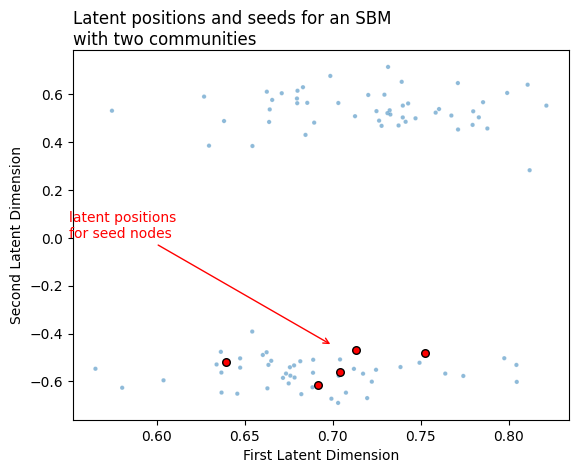 Latent positions and seeds for an SBM
with two communities
Second Latent Dimension
0.6
0.4
0.2
0.0
−0.2
−0.4
−0.6
latent positions
for seed nodes
0.60 0.65 0.70 0.75 0.80
First Latent Dimension